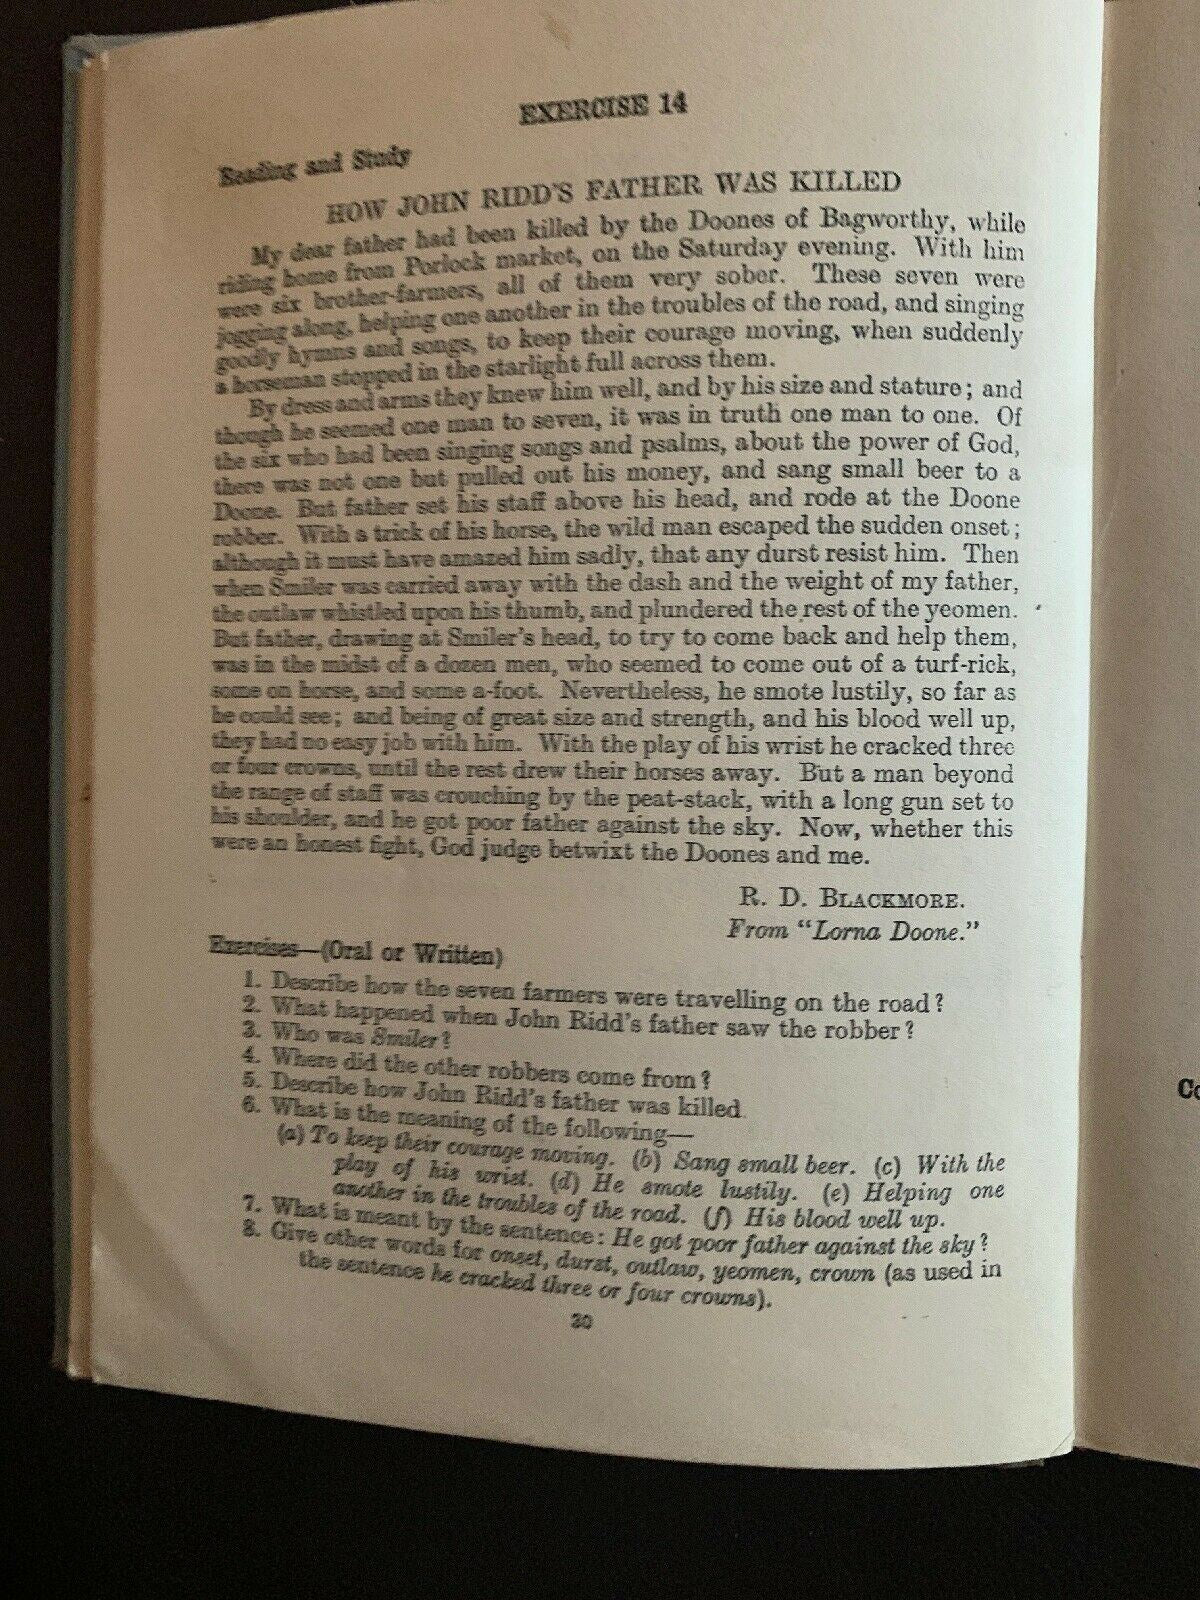 EXERCISE 14
Reading and Study
HOW JOHN RIDD'S FATHER WAS KILLED
My dear father had been killed by the Doones of Bagworthy, while
riding home from Porlock market, on the Saturday evening. With him
were six brother-farmers, all of them very sober. These seven were
jogging along, helping one another in the troubles of the road, and singing
goodly hymns and songs, to keep their courage moving, when suddenly
a horseman stopped in the starlight full across them.
By dress and arms they knew him well, and by his size and stature; and
though he seemed one man to seven, it was in truth one man to one. Of
the six who had been singing songs and psalms, about the power of God,
there was not one but pulled out his money, and sang small beer to a
Doone. But father set his staff above his head, and rode at the Doone
robber. With a trick of his horse, the wild man escaped the sudden onset;
although it must have amazed him sadly, that any durst resist him. Then
when Smiler was carried away with the dash and the weight of my father,
the outlaw whistled upon his thumb, and plundered the rest of the yeomen.
But father, drawing at Smiler's head, to try to come back and help them,
was in the midst of a dozen men, who seemed to come out of a turf-rick,
some on horse, and some a-foot. Nevertheless, he smote lustily, so far as
he could see; and being of great size and strength, and his blood well up,
they had no easy job with him. With the play of his wrist he cracked three
or four crowns, until the rest drew their horses away. But a man beyond
the range of staff was crouching by the peat-stack, with a long gun set to
his shoulder, and he got poor father against the sky. Now, whether this
were an honest fight, God judge betwixt the Doones and me.
R. D. BLACKMORE.
From "Lorna Doone."
Exercises—(Oral or Written)
1. Describe how the seven farmers were travelling on the road?
2. What happened when John Ridd's father saw the robber?
3. Who was Smiler?
4. Where did the other robbers come from?
5. Describe how John Ridd's father was killed
6. What is the meaning of the following—
(a) To keep their courage moving. (b) Sang small beer. (c) With the
play of his wrist. (d) He smote lustily. (e) Helping one
another in the troubles of the road. (f) His blood well up.
7. What is meant by the sentence: He got poor father against the sky?
8. Give other words for onset, durst, outlaw, yeomen, crown (as used in
the sentence he cracked three or four crowns).